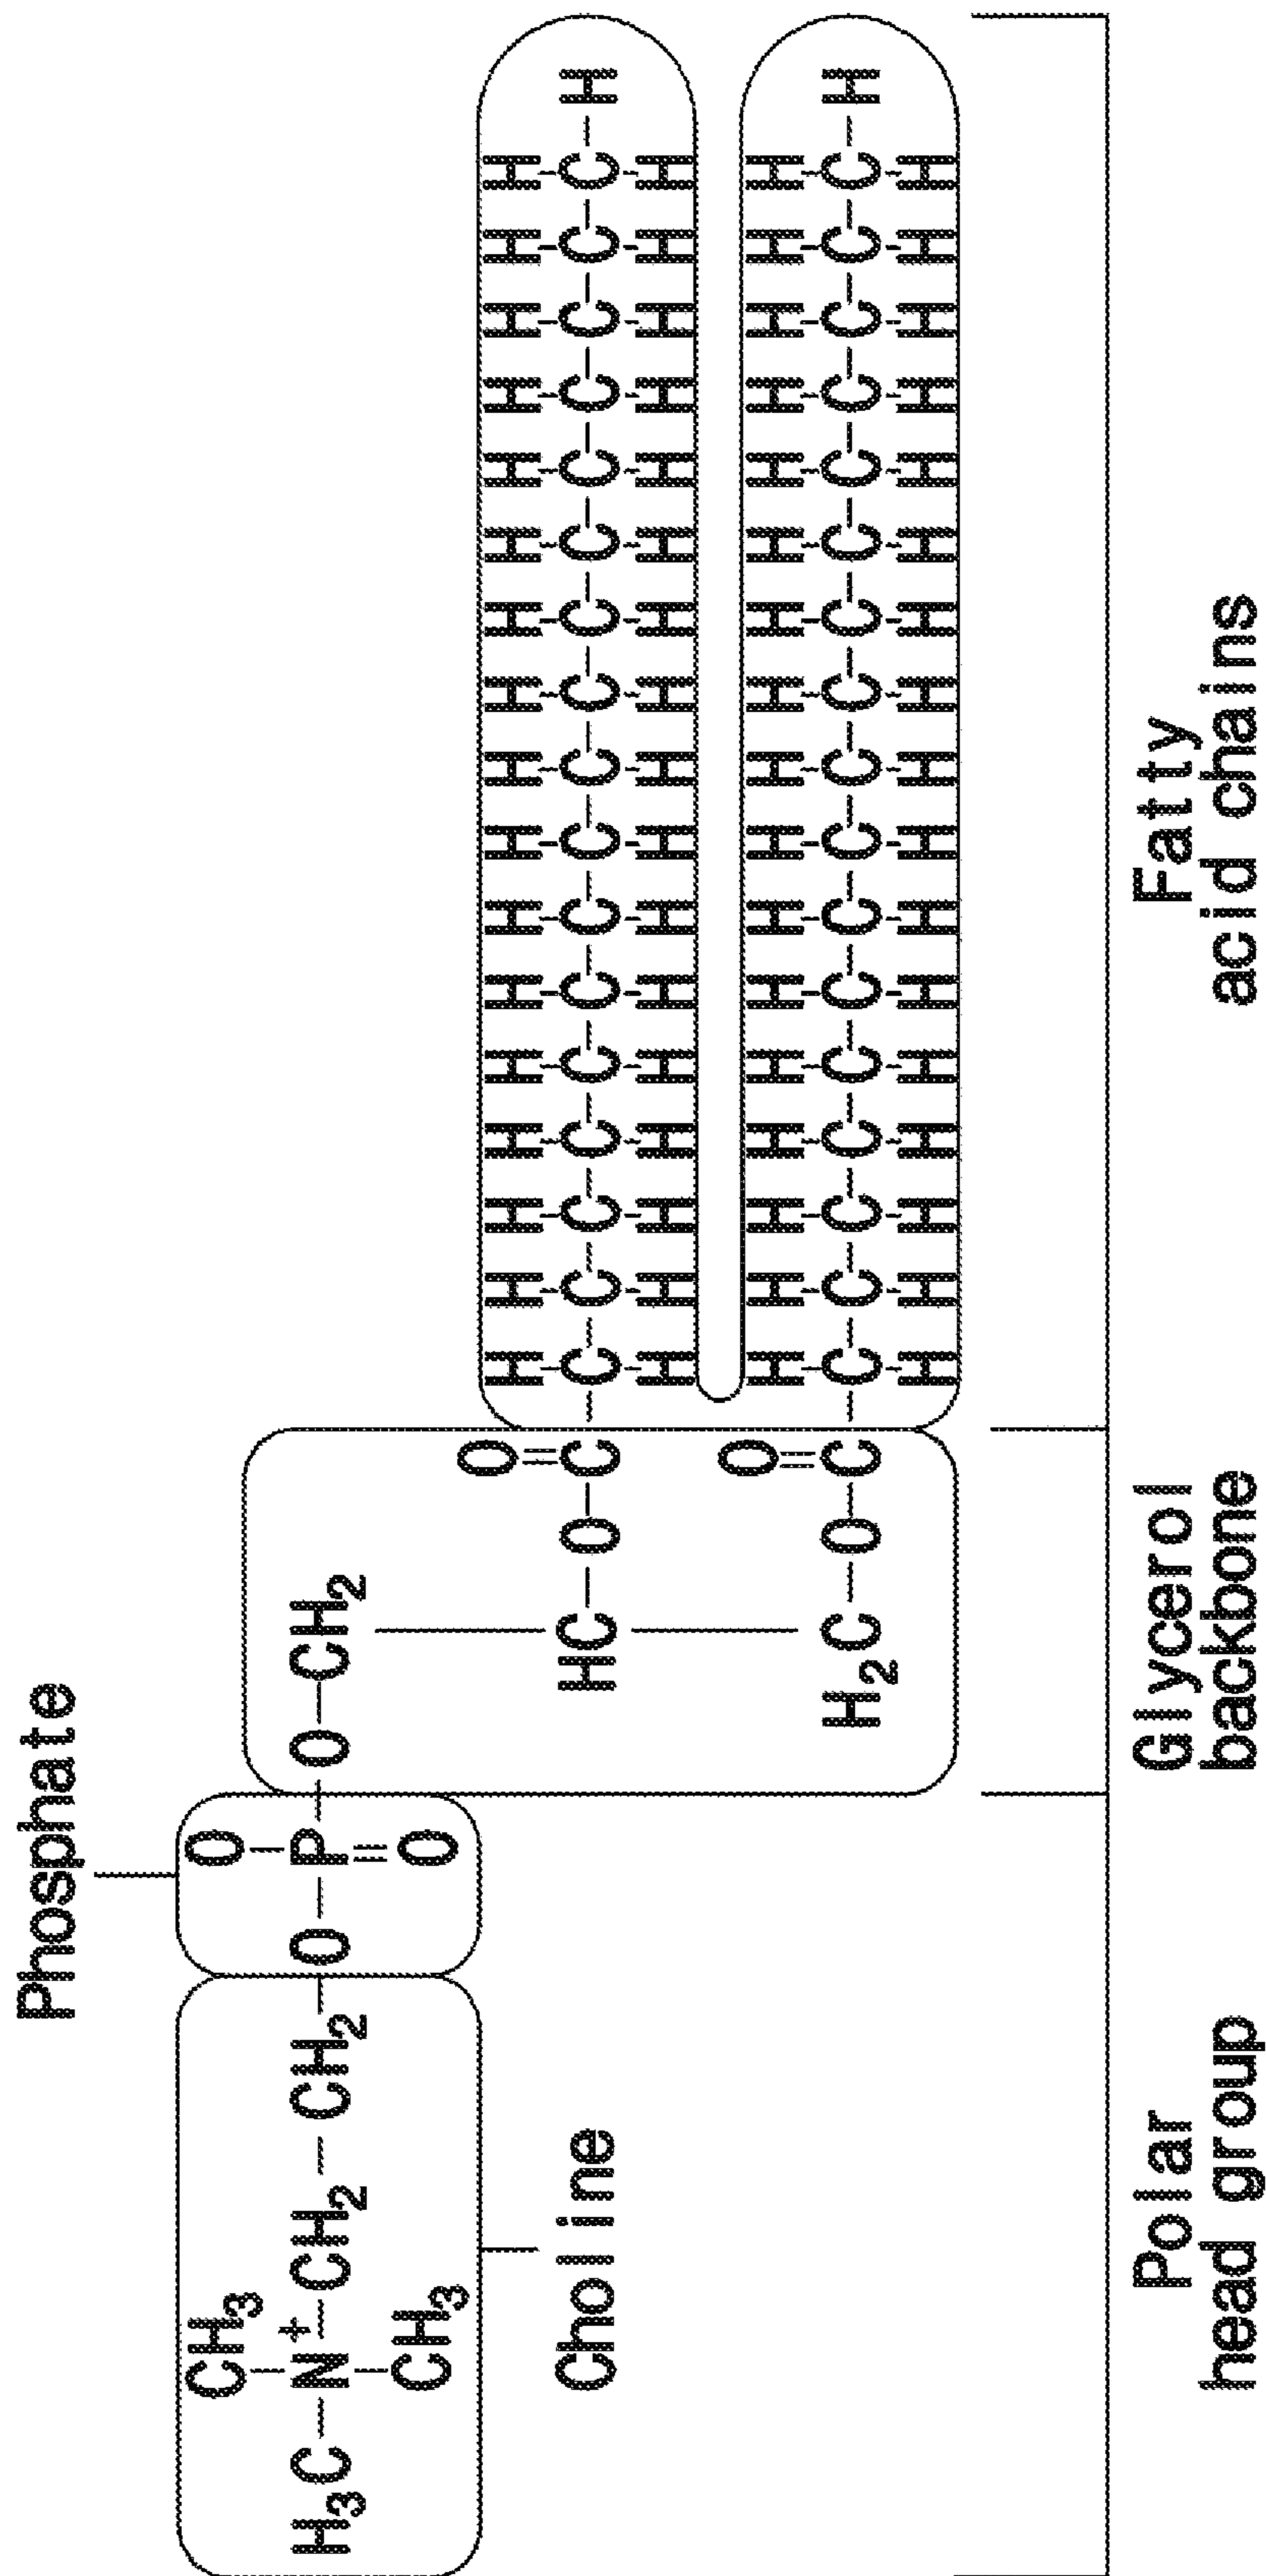 Phosphate
CH3 O
H3C–N+–CH2–CH2–O–P–O–CH2
CH3 O
O H H H H H H H H H H H H H H H H H
HC–O–C–C–C–C–C–C–C–C–C–C–C–C–C–C–C–C–C–C–H
H H H H H H H H H H H H H H H H H
Choline
O H H H H H H H H H H H H H H H H H
H2C–O–C–C–C–C–C–C–C–C–C–C–C–C–C–C–C–C–C–C–H
H H H H H H H H H H H H H H H H H
Polar
head group
Glycerol
backbone
Fatty
acid chains